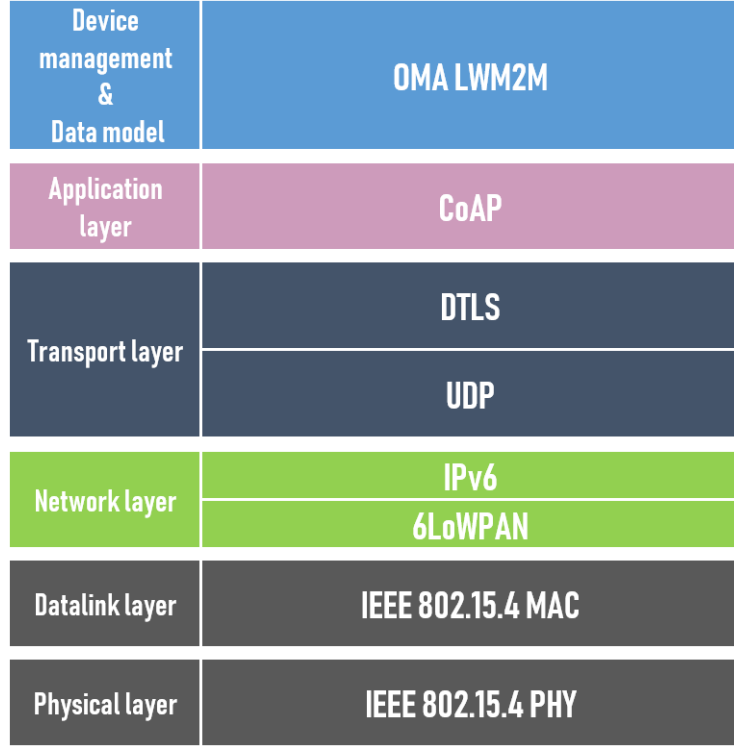 Device
management
&
Data model
OMA LWM2M
Application
layer
CoAP
Transport layer
DTLS
UDP
Network layer
IPv6
6LoWPAN
Datalink layer
IEEE 802.15.4 MAC
Physical layer
IEEE 802.15.4 PHY